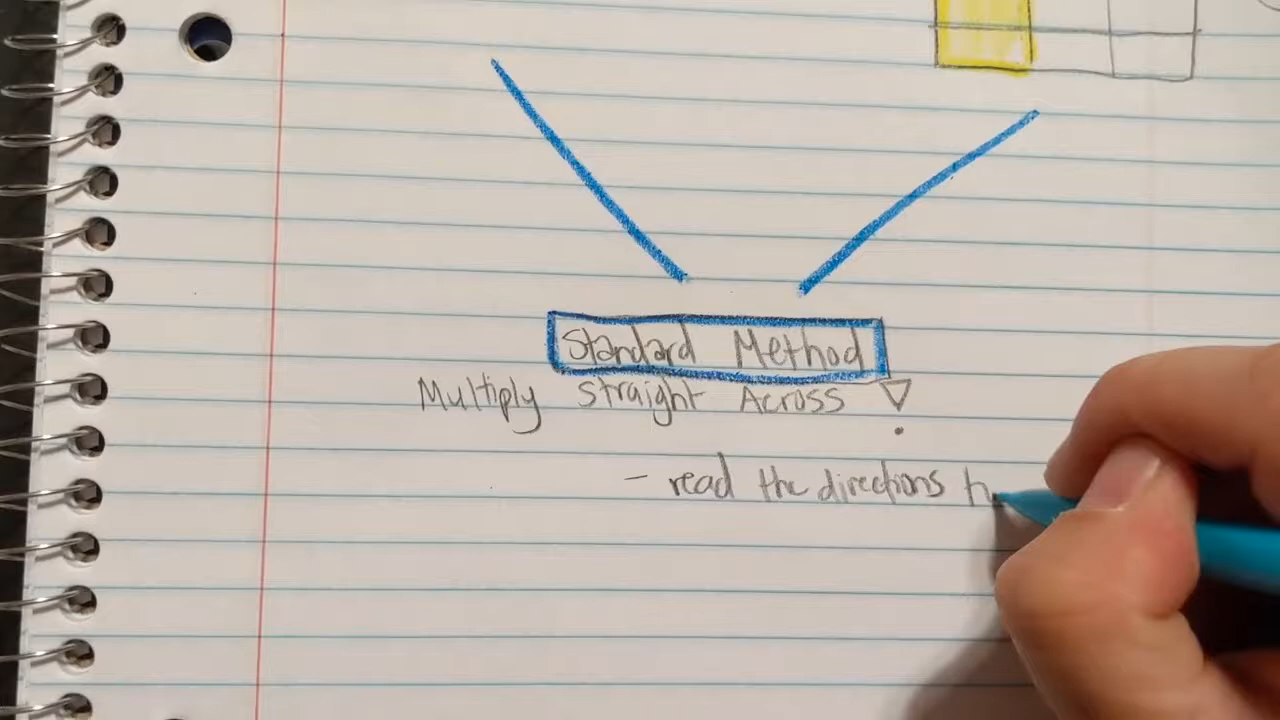 Standard Method
Multiply straight Across !
- read the directions